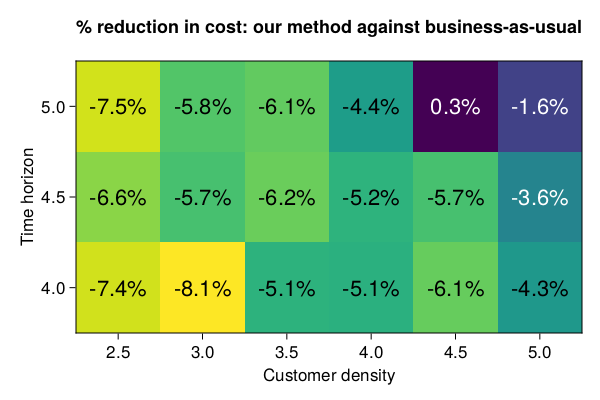 % reduction in cost: our method against business-as-usual
Time horizon
5.0 -7.5% -5.8% -6.1% -4.4% 0.3% -1.6%
4.5 -6.6% -5.7% -6.2% -5.2% -5.7% -3.6%
4.0 -7.4% -8.1% -5.1% -5.1% -6.1% -4.3%
2.5 3.0 3.5 4.0 4.5 5.0
Customer density